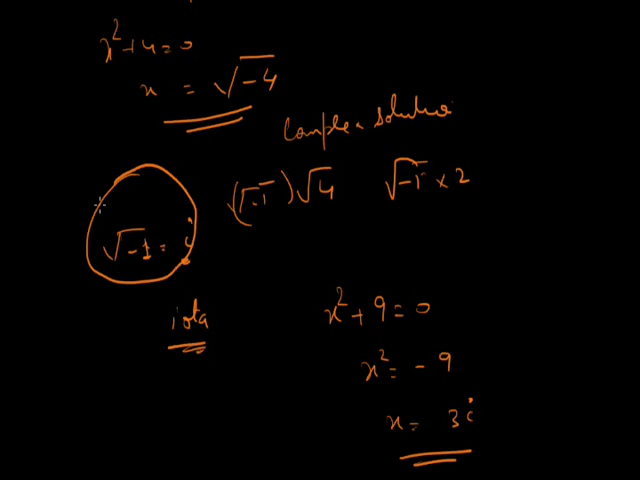 x² + 4 = 0
x = √-4
Complex solution
(√-1) √4 √-1 × 2
√-1 = i
iota
x² + 9 = 0
x² = - 9
x = 3i